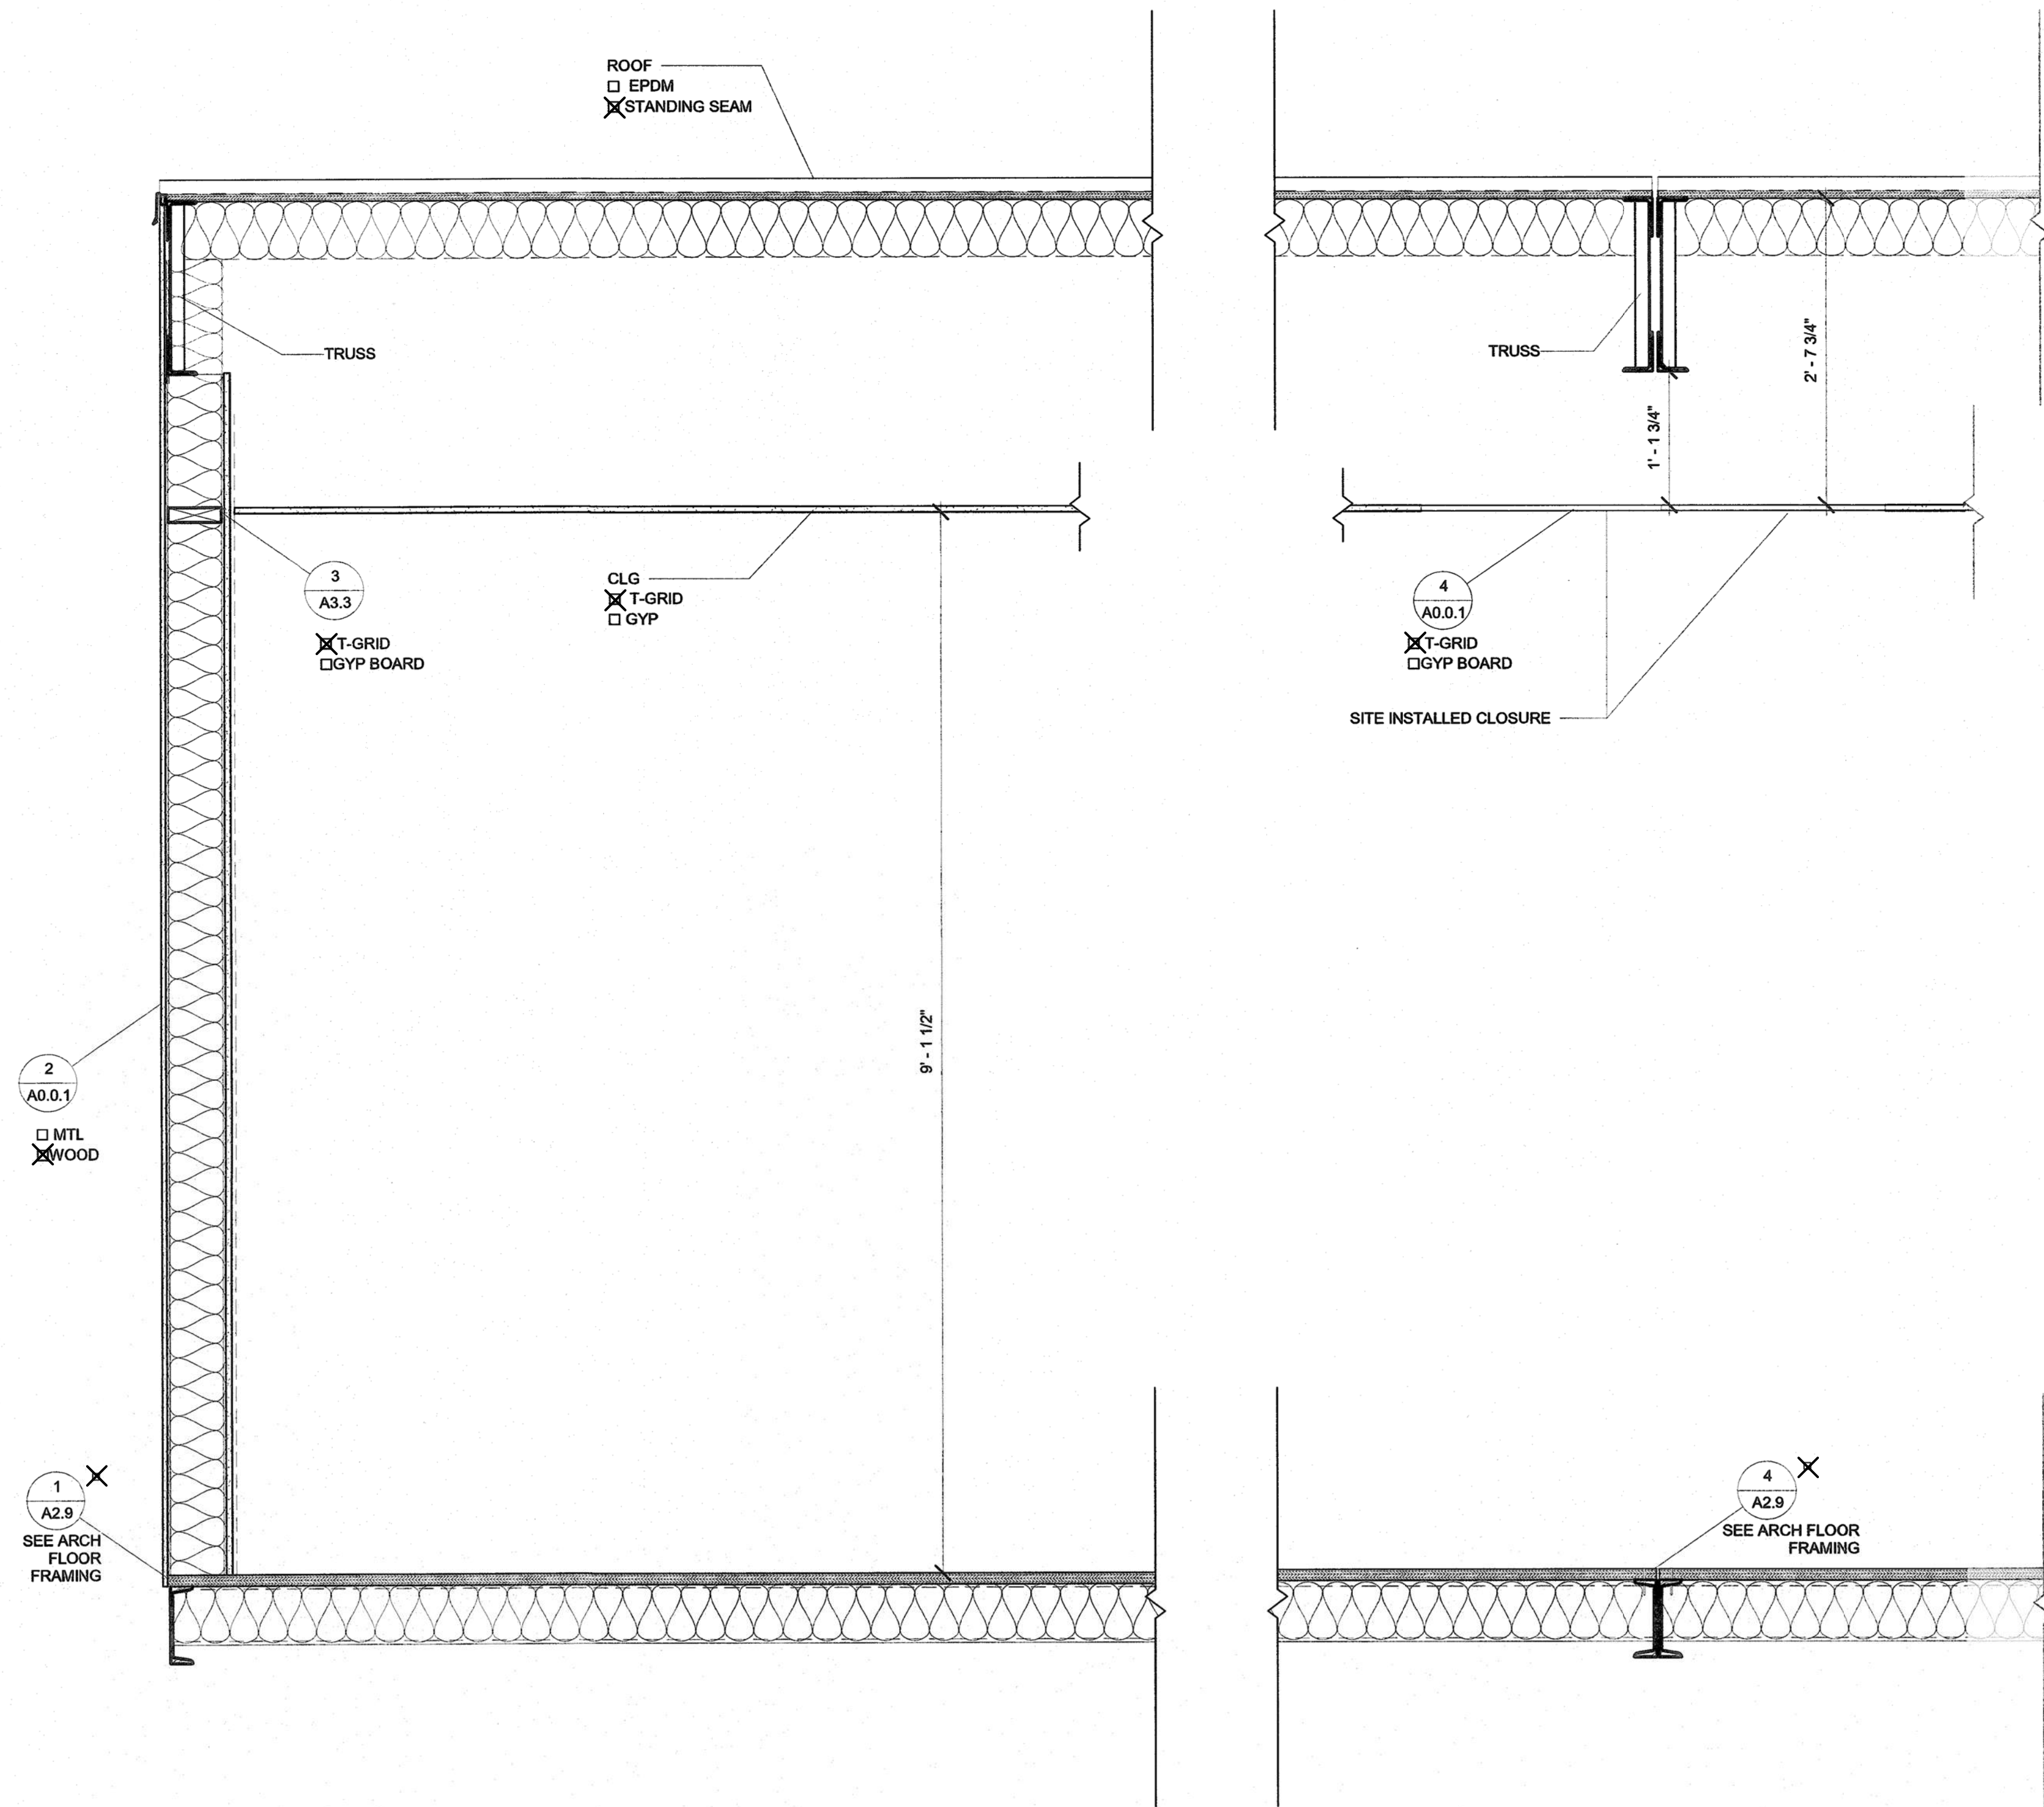 ROOF
EPDM
STANDING SEAM
TRUSS
TRUSS
2' - 7 3/4"
1' - 1 3/4"
3
A3.3
T-GRID
GYP BOARD
CLG
T-GRID
GYP
4
A0.0.1
T-GRID
GYP BOARD
SITE INSTALLED CLOSURE
9' - 1 1/2"
2
A0.0.1
MTL
WOOD
1
A2.9
SEE ARCH
FLOOR
FRAMING
4
A2.9
SEE ARCH FLOOR
FRAMING